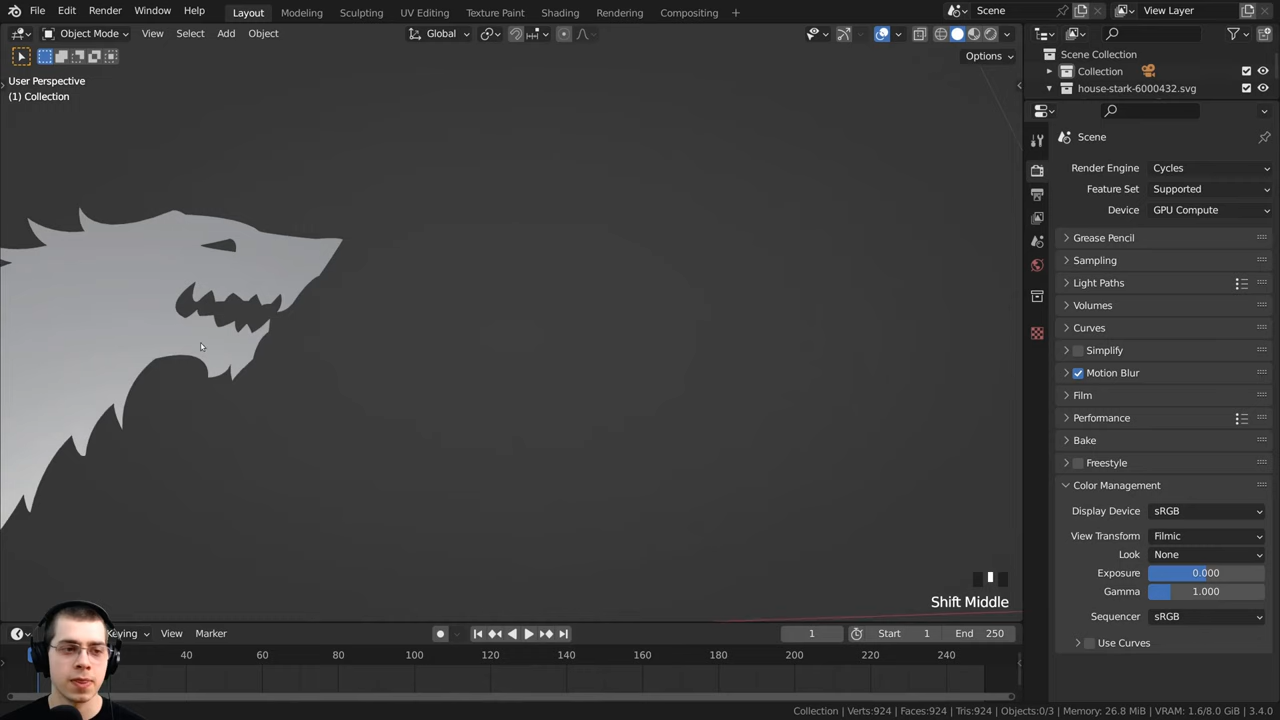 File Edit Render Window Help
Layout Modeling Sculpting UV Editing Texture Paint Shading Animation Rendering Compositing +
Scene
View Layer
Object Mode View Select Add Object
Global
Options
User Perspective
(1) Collection
Scene Collection
Collection
house-stark-6000432.svg
Scene
Render Engine Cycles
Feature Set Supported
Device GPU Compute
Grease Pencil
Sampling
Light Paths
Volumes
Curves
Simplify
Motion Blur
Film
Performance
Bake
Freestyle
Color Management
Display Device sRGB
View Transform Filmic
Look None
Exposure 0.000
Gamma 1.000
Sequencer sRGB
Use Curves
Shift Middle
Keying View Marker
1
Start 1
End 250
40 60 80 100 120 140 160 180 200 220 240
Collection | Verts:924 | Faces:924 | Tris:924 | Objects:0/3 | Memory: 26.8 MiB | VRAM: 1.6/8.0 GiB | 3.4.0